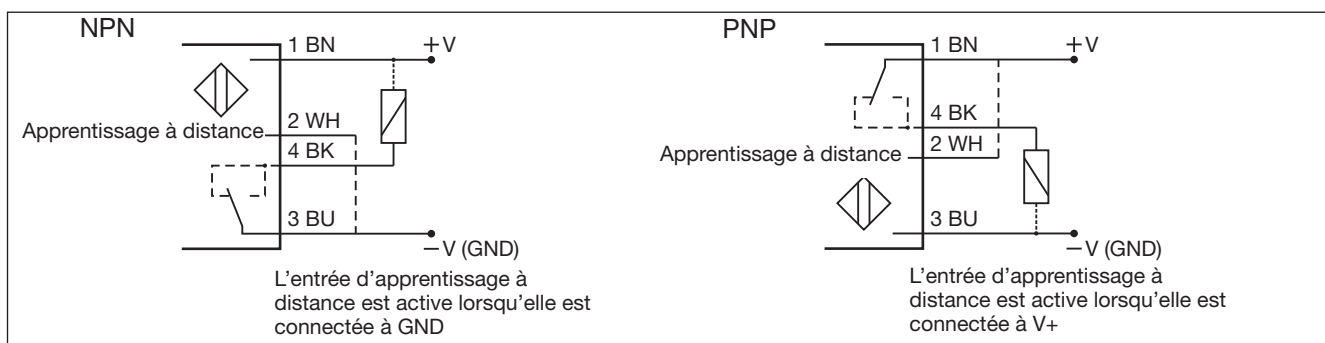 NPN
1 BN
+V
Apprentissage à distance
2 WH
4 BK
3 BU
−V (GND)
L'entrée d'apprentissage à
distance est active lorsqu'elle est
connectée à GND
PNP
1 BN
+V
4 BK
Apprentissage à distance
2 WH
3 BU
−V (GND)
L'entrée d'apprentissage à
distance est active lorsqu'elle est
connectée à V+